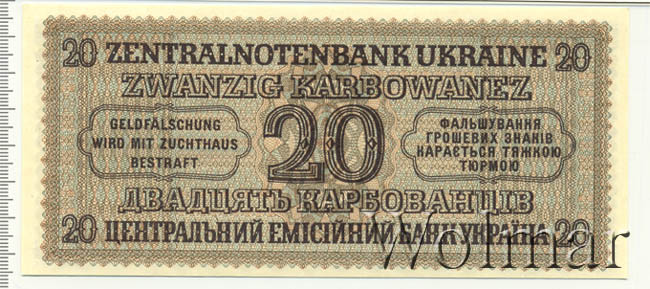 20 ZENTRALNOTENBANK UKRAINE 20
ZWANZIG KARBOWANEZ
GELDFÄLSCHUNG
WIRD MIT ZUCHTHAUS
BESTRAFT
20
ФАЛЬШУВАННЯ
ГРОШЕВИХ ЗНАКІВ
КАРАЄТЬСЯ ТЯЖКОЮ
ТЮРМОЮ
ДВАДЦЯТЬ КАРБОВАНЦІВ
20 ЦЕНТРАЛЬНИЙ ЕМІСІЙНИЙ БАНК УКРАЇНА 20
Wolmar